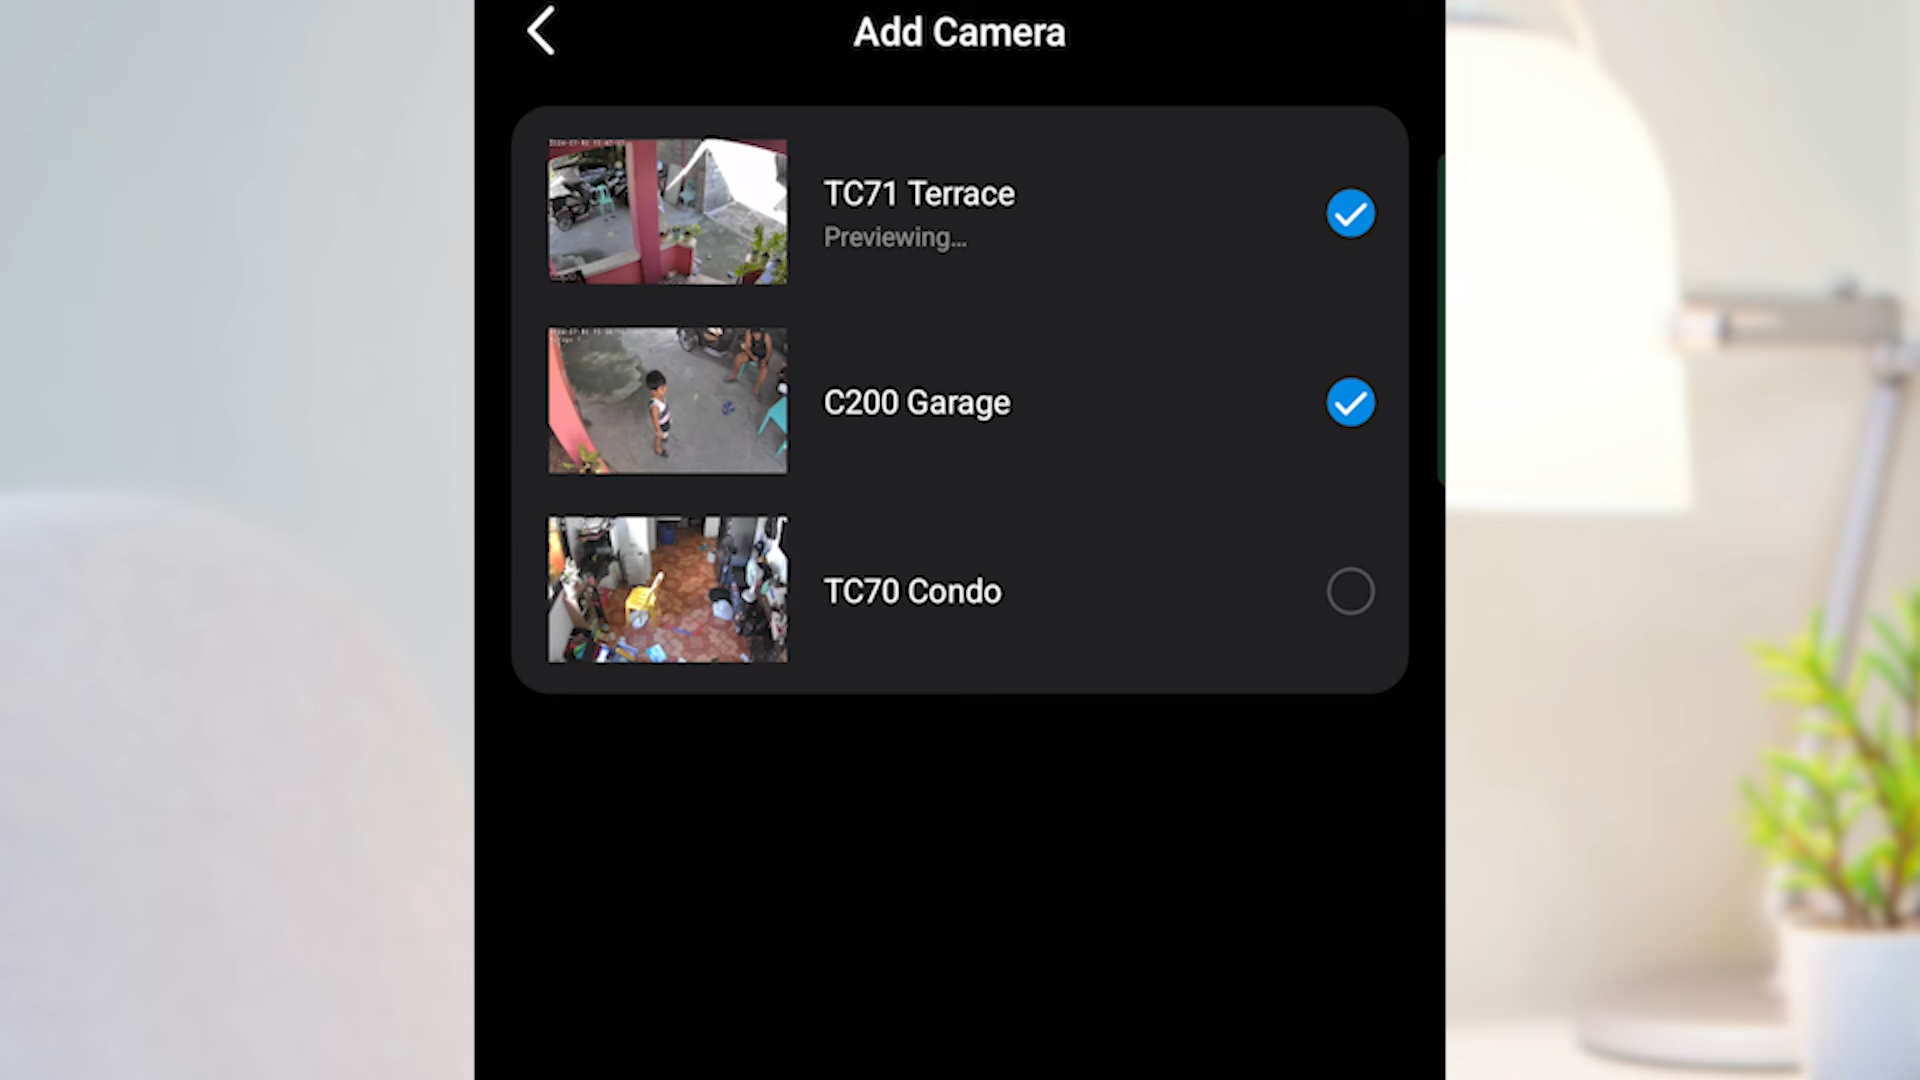 Add Camera
TC71 Terrace
Previewing...
C200 Garage
TC70 Condo